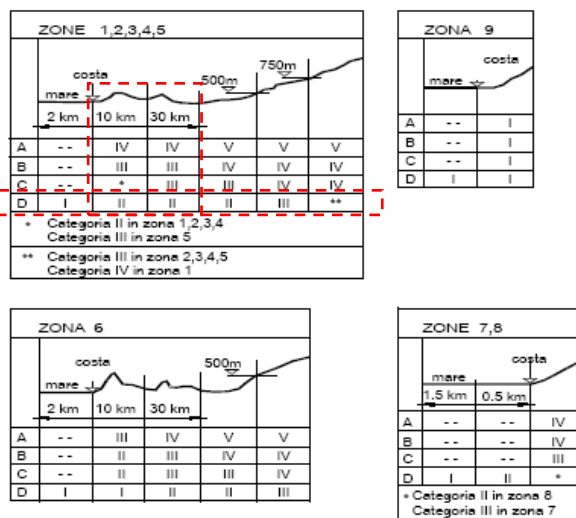 ZONE 1,2,3,4,5
costa
mare
500m
750m
2 km 10 km 30 km
A -- IV IV V V V
B -- III III IV IV IV
C -- * III III IV IV
D I II II II III **
* Categoria II in zona 1,2,3,4
Categoria III in zona 5
** Categoria III in zona 2,3,4,5
Categoria IV in zona 1
ZONA 9
costa
mare
A -- I
B -- I
C -- I
D I I
ZONA 6
costa
500m
mare
2 km 10 km 30 km
A -- III IV V V
B -- II III IV IV
C -- II III III IV
D I I II II III
ZONE 7,8
costa
mare
1.5 km 0.5 km
A -- -- IV
B -- -- IV
C -- -- III
D I II *
* Categoria II in zona 8
Categoria III in zona 7